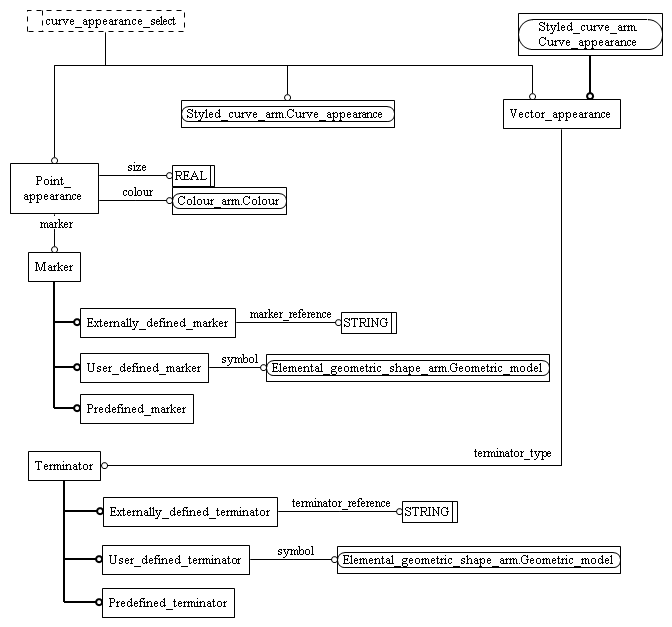 curve_appearance_select
Styled_curve_arm.
Curve_appearance
Styled_curve_arm.Curve_appearance
Vector_appearance
Point_
appearance
size
REAL
colour
Colour_arm.Colour
marker
Marker
Externally_defined_marker
marker_reference
STRING
User_defined_marker
symbol
Elemental_geometric_shape_arm.Geometric_model
Predefined_marker
terminator_type
Terminator
Externally_defined_terminator
terminator_reference
STRING
User_defined_terminator
symbol
Elemental_geometric_shape_arm.Geometric_model
Predefined_terminator